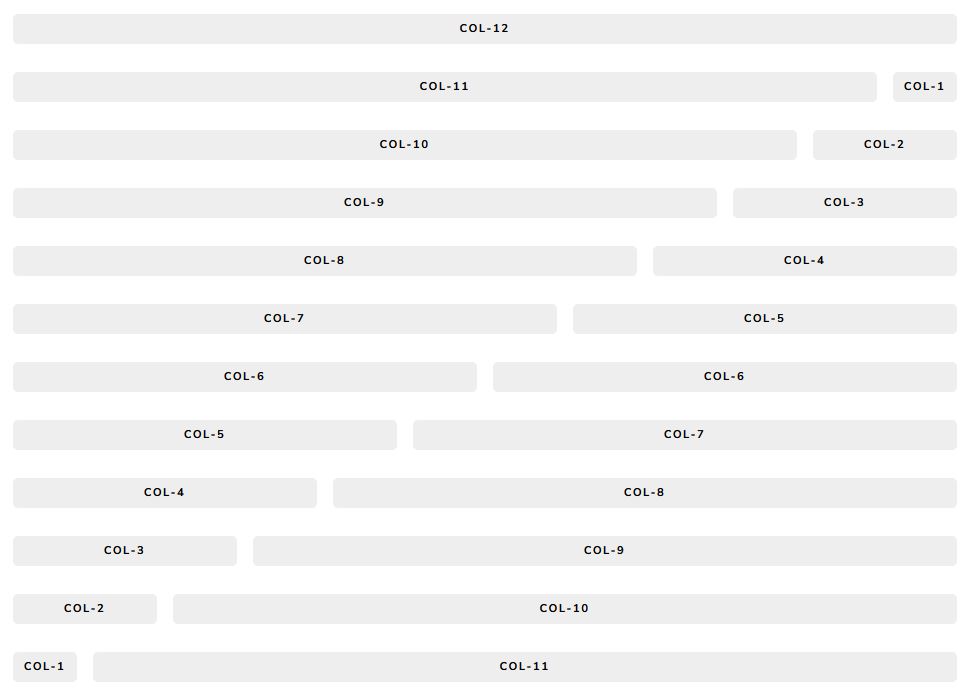 COL-12
COL-11 COL-1
COL-10 COL-2
COL-9 COL-3
COL-8 COL-4
COL-7 COL-5
COL-6 COL-6
COL-5 COL-7
COL-4 COL-8
COL-3 COL-9
COL-2 COL-10
COL-1 COL-11